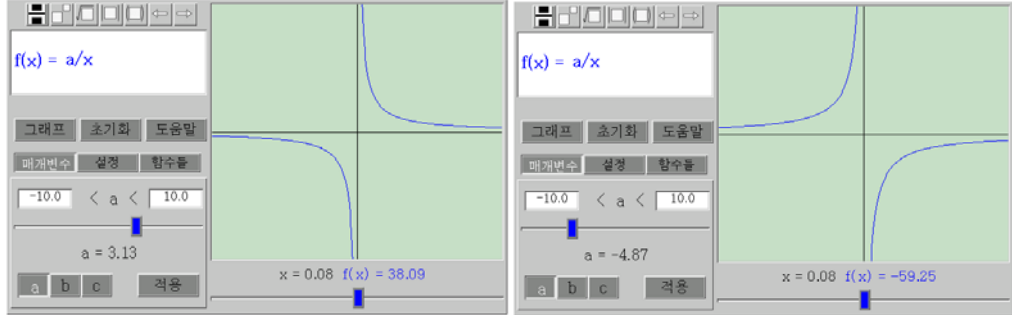 f(x) = a/x
그래프 초기화 도움말
매개변수 설정 함수들
-10.0 < a < 10.0
a = 3.13
a b c 적용
x = 0.08 f(x) = 38.09
f(x) = a/x
그래프 초기화 도움말
매개변수 설정 함수들
-10.0 < a < 10.0
a = -4.87
a b c 적용
x = 0.08 f(x) = -59.25